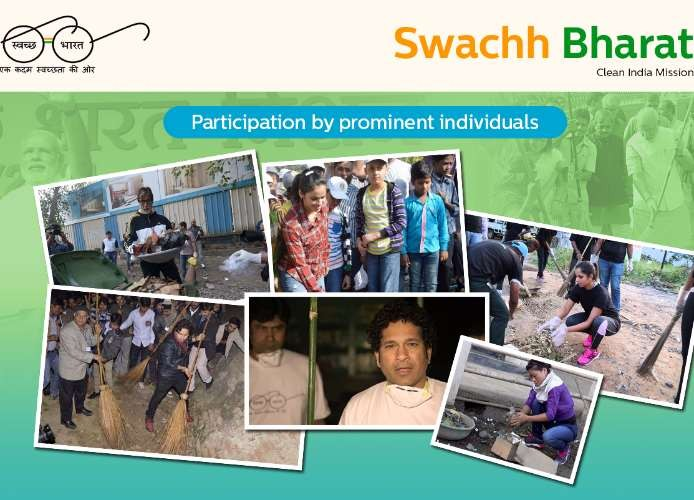 स्वच्छ भारत
एक कदम स्वच्छता की ओर
Swachh Bharat
Clean India Mission
Participation by prominent individuals